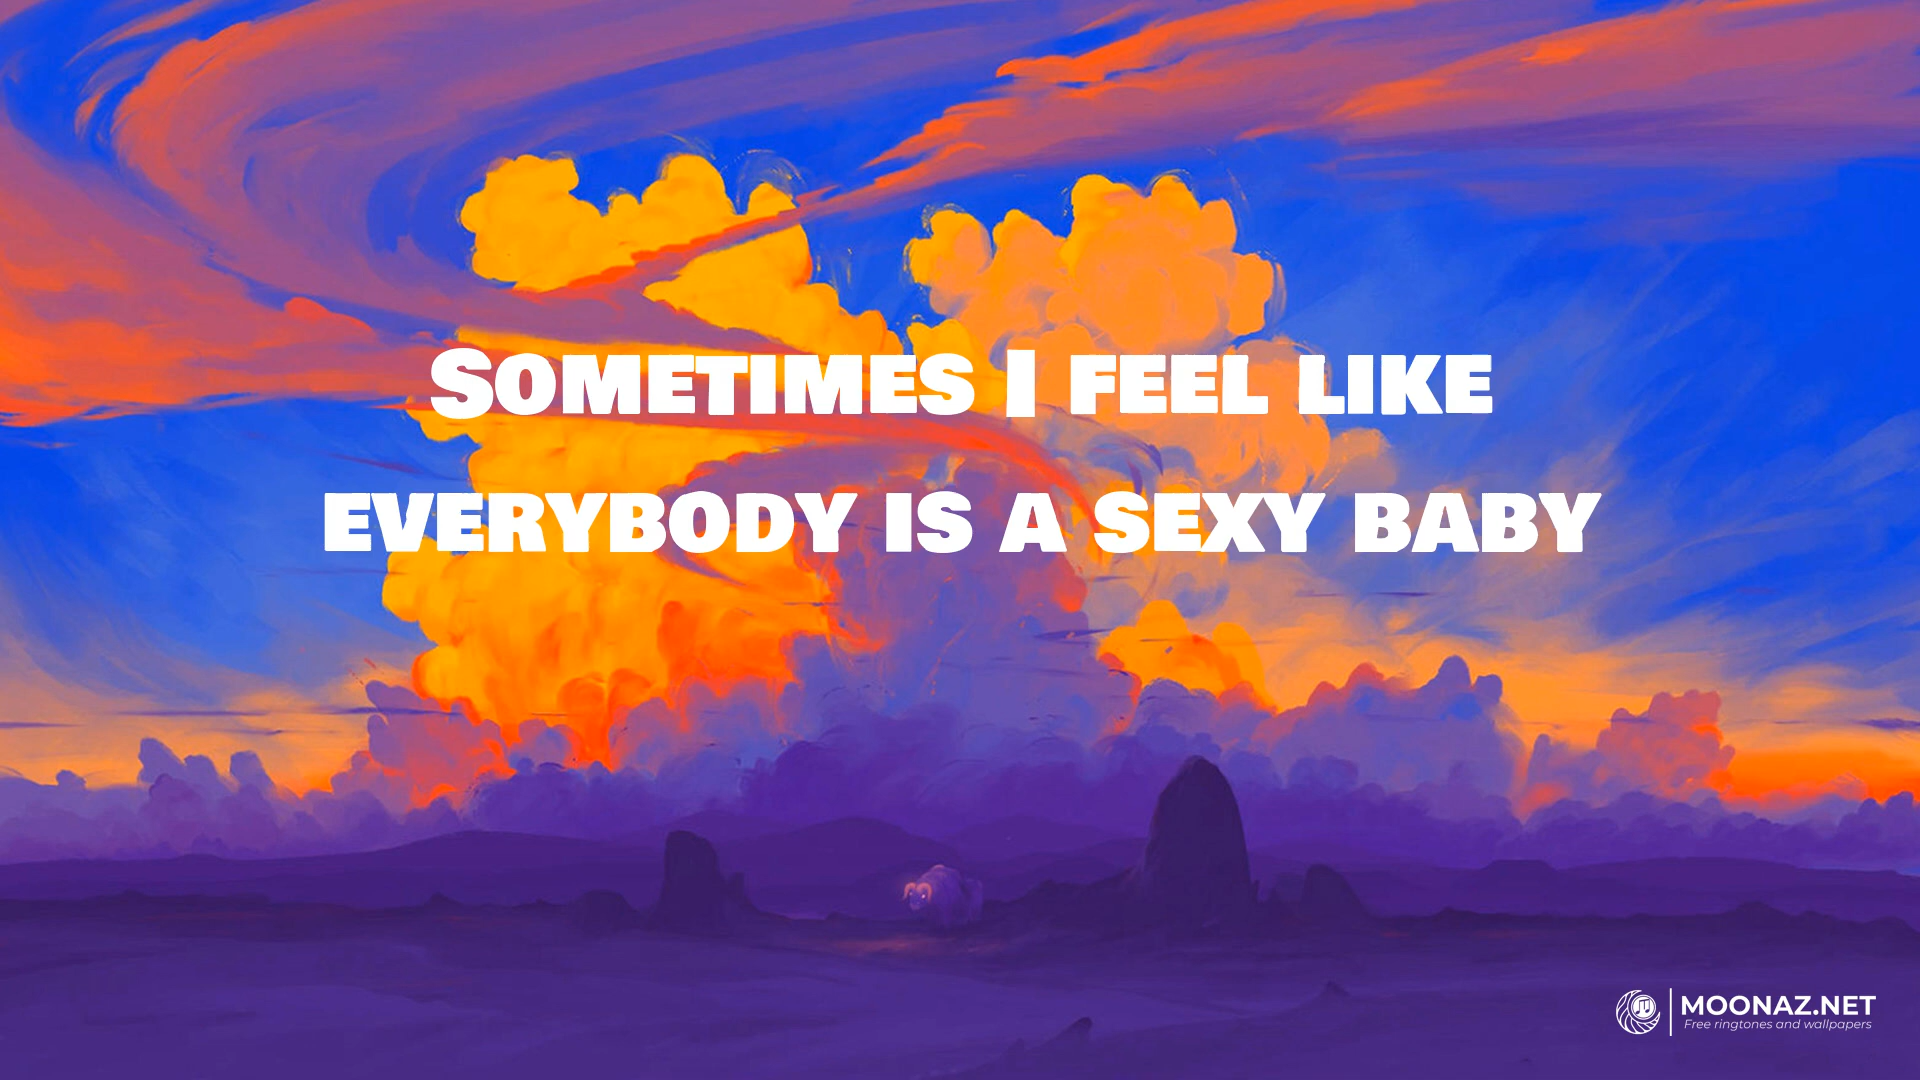 Sometimes I feel like
everybody is a sexy baby
MOONAZ.NET
Free ringtones and wallpapers